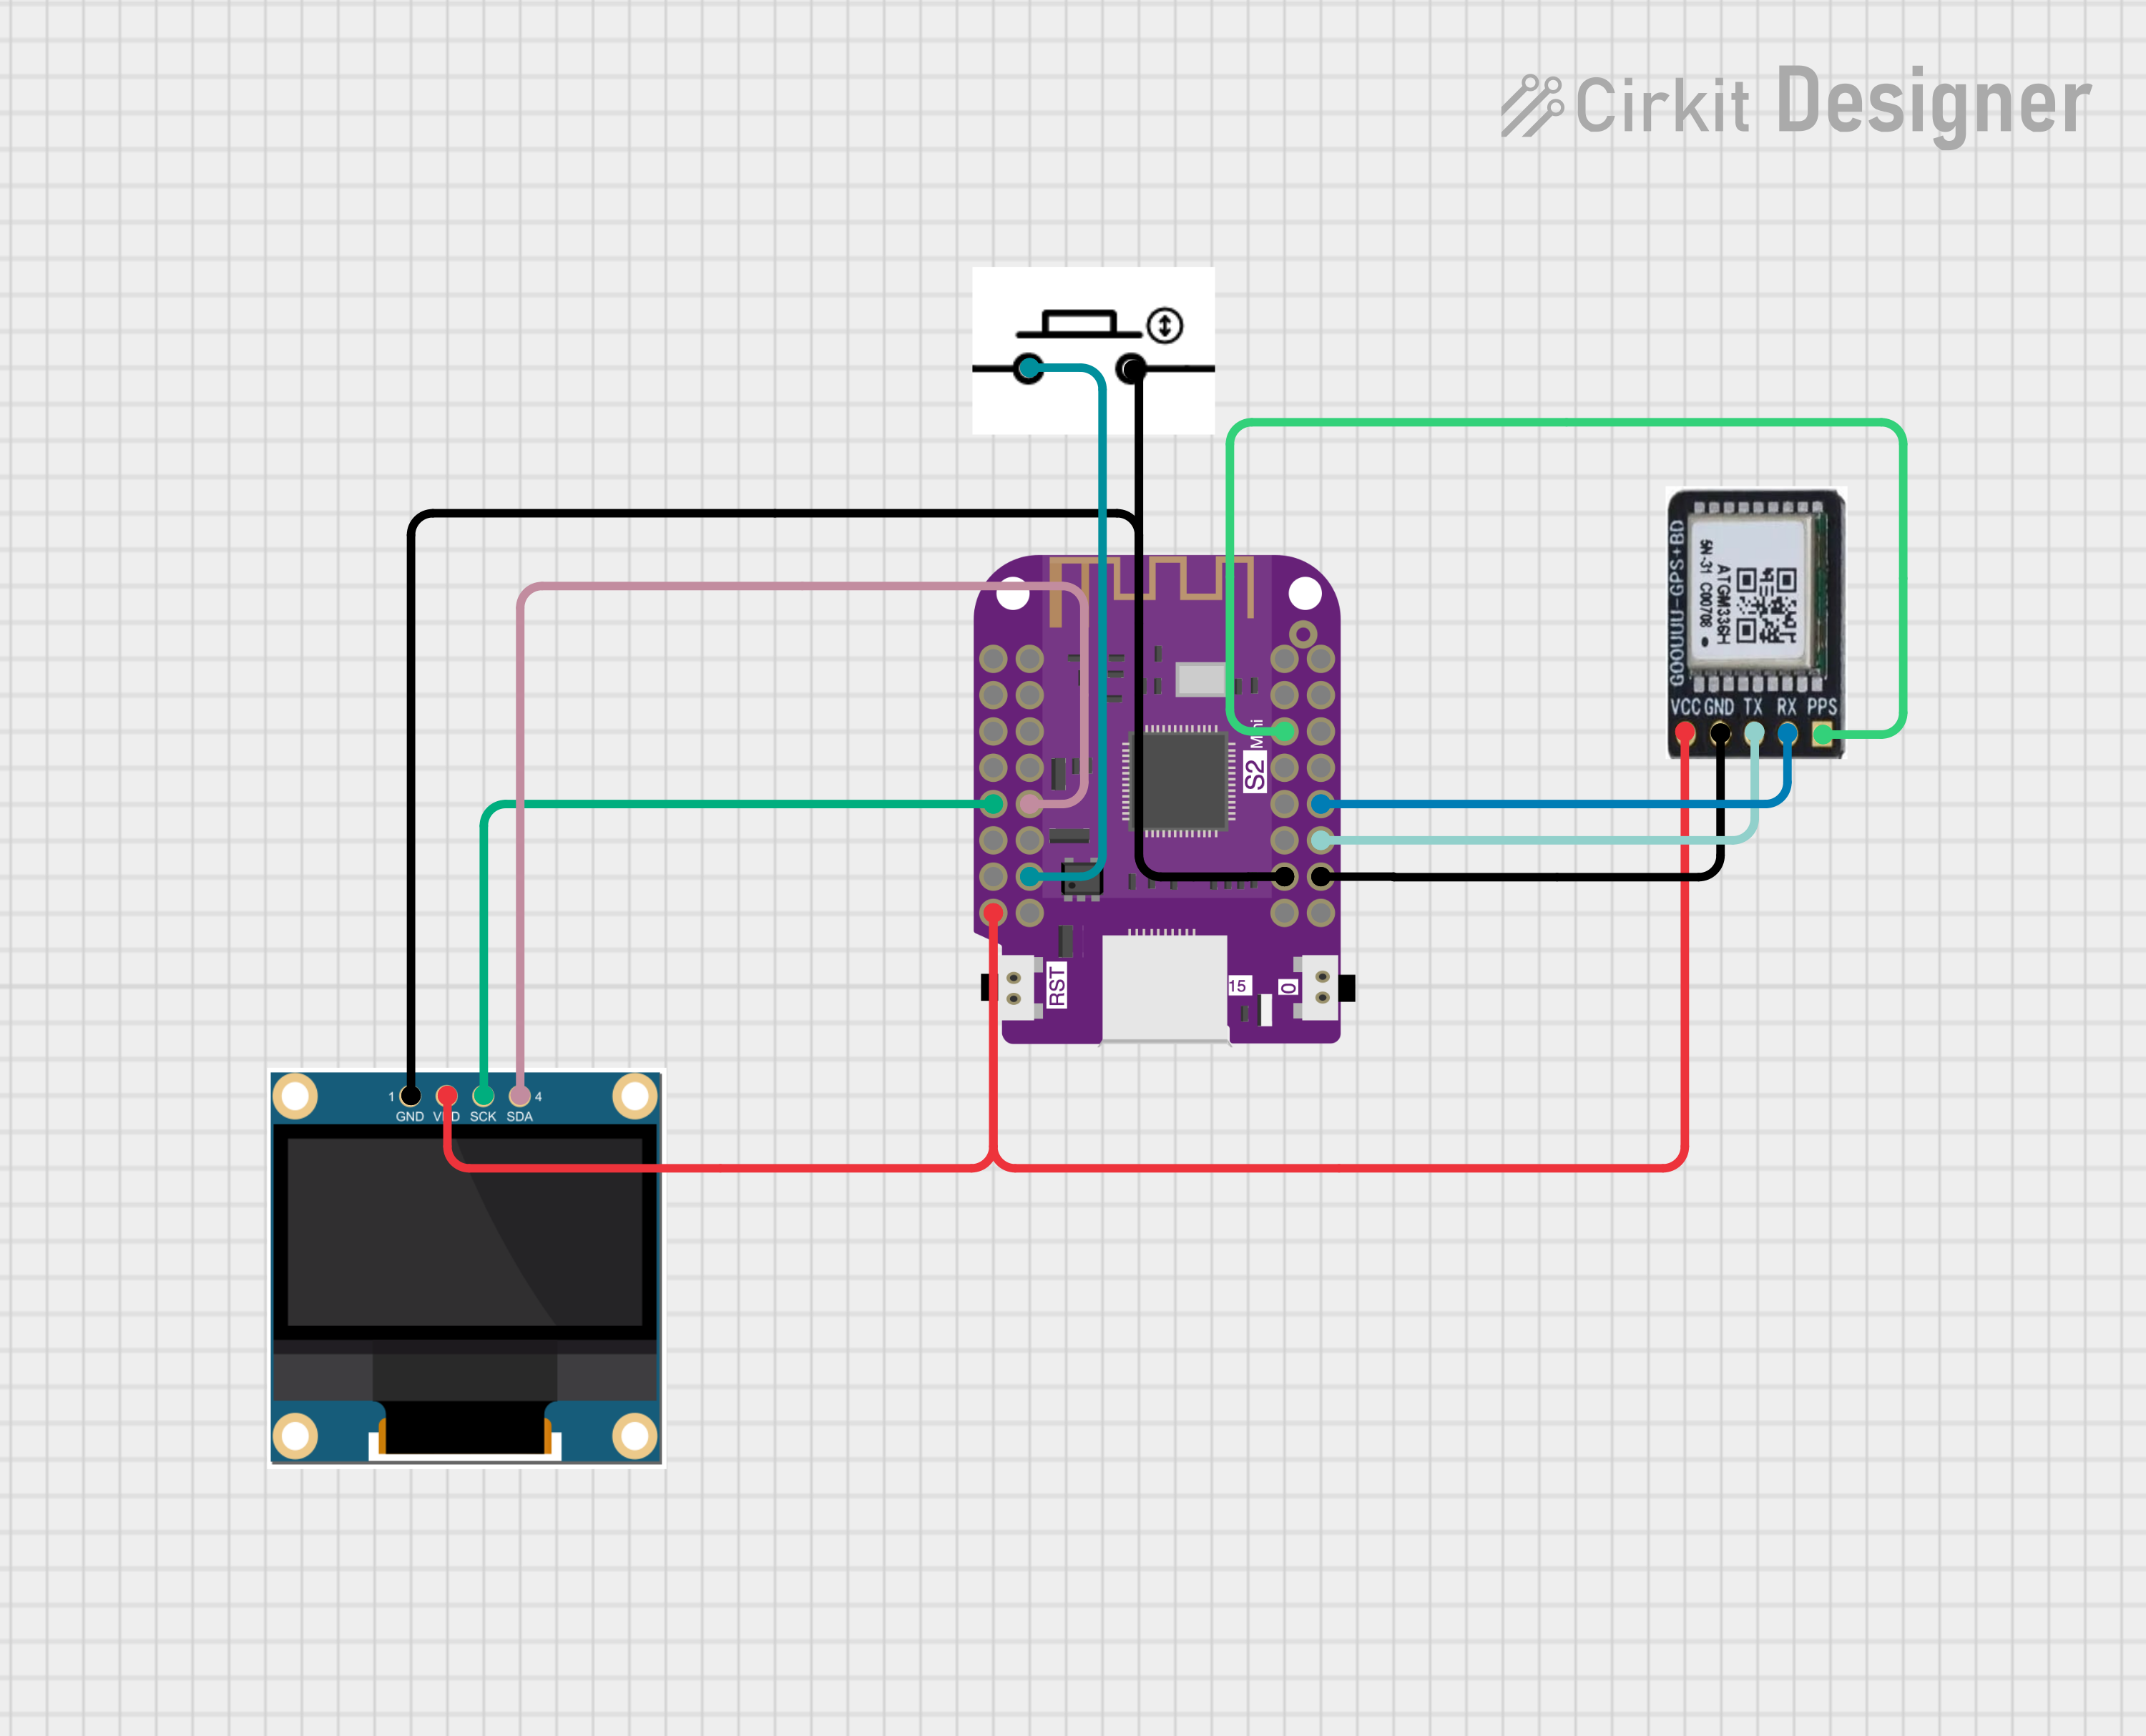 Cirkit Designer
GOOUUU-GPS+BD
5N-31 C00708
ATGM336H
VCC GND TX RX PPS
Mini
S2
RST
15
0
1
4
GND VDD SCK SDA